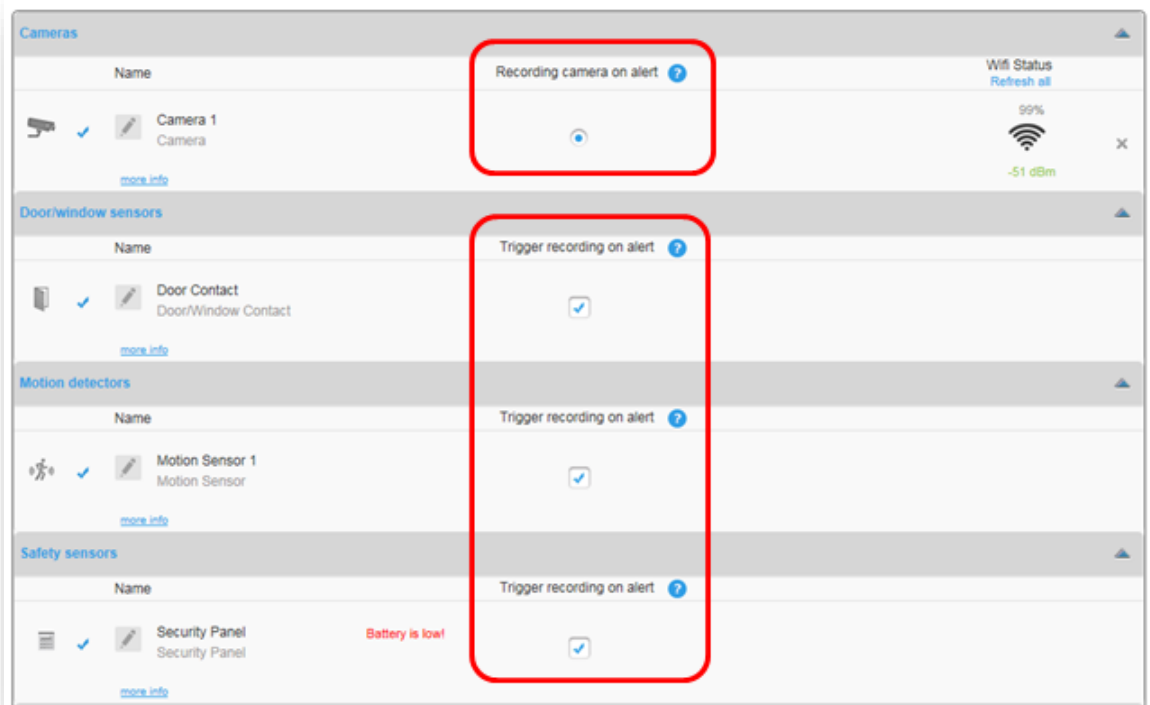 Cameras
Name Recording camera on alert ? Wifi Status
Refresh all
99%
Camera 1
Camera
-51 dBm
more info
Door/window sensors
Name Trigger recording on alert ?
Door Contact
Door/Window Contact
more info
Motion detectors
Name Trigger recording on alert ?
Motion Sensor 1
Motion Sensor
more info
Safety sensors
Name Trigger recording on alert ?
Security Panel Battery is low!
Security Panel
more info